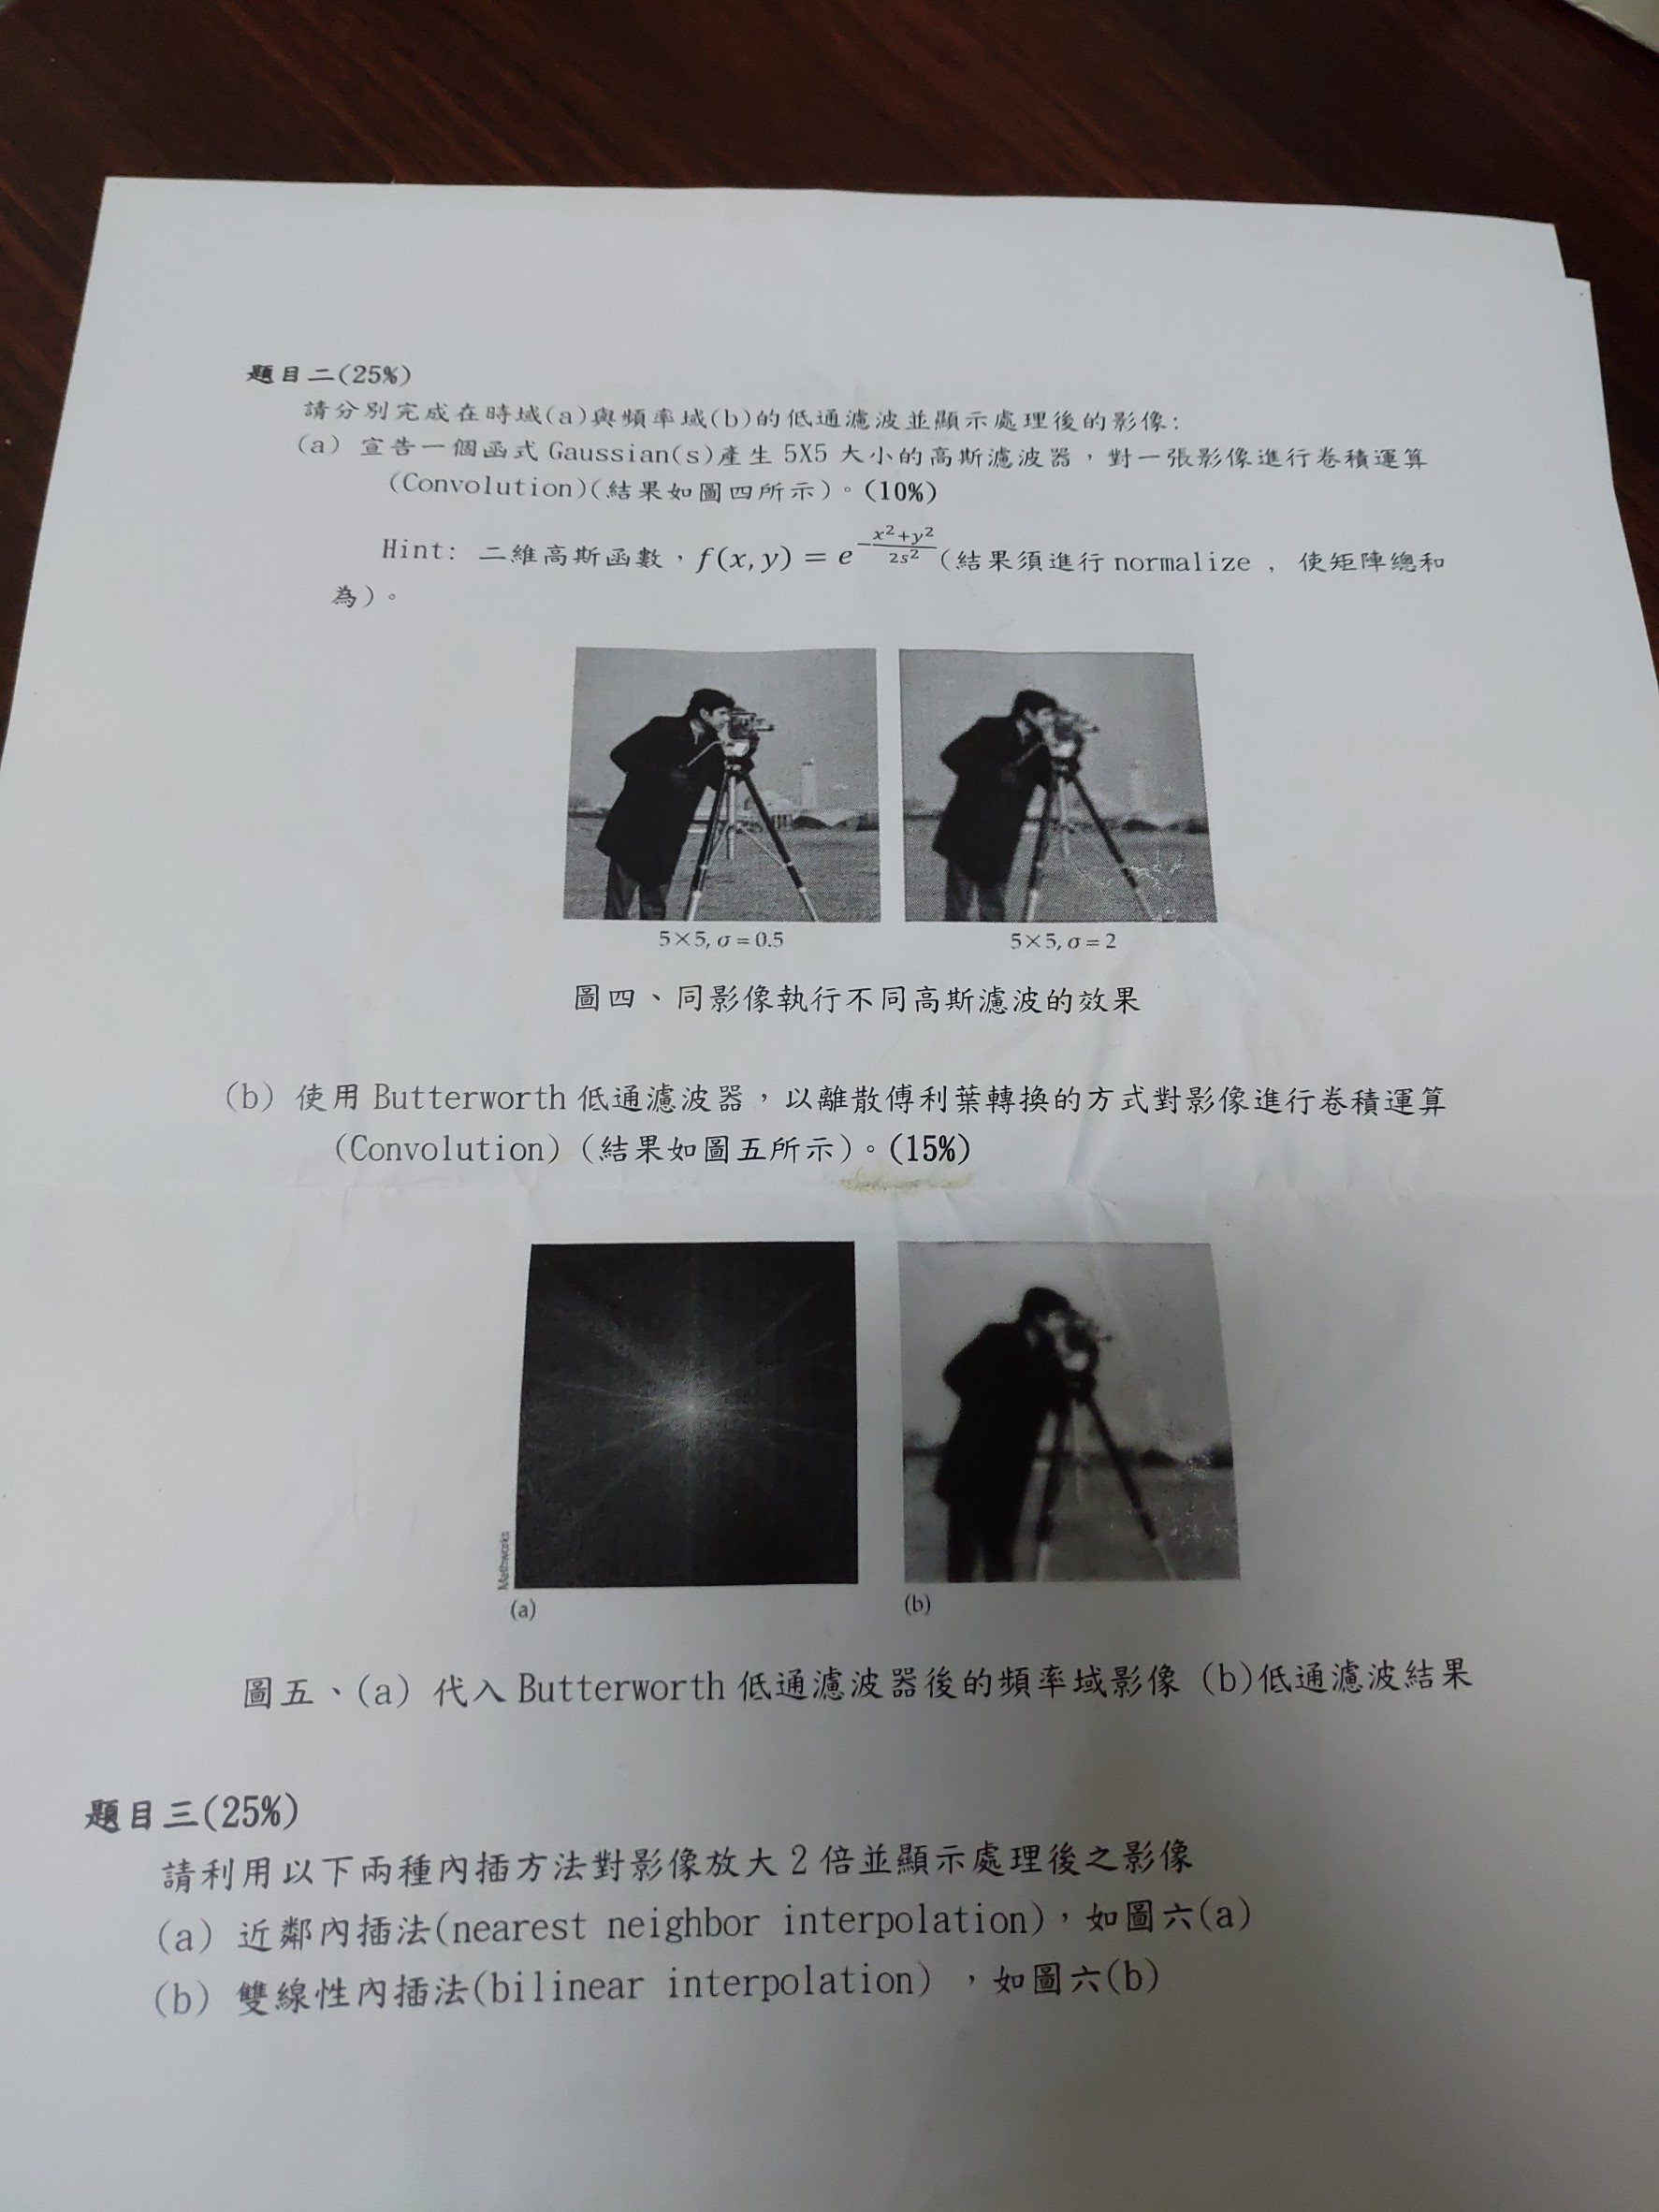 題目二(25%)
請分別完成在時域(a)與頻率域(b)的低通濾波並顯示處理後的影像:
(a) 宣告一個函式 Gaussian(s)產生 5X5 大小的高斯濾波器，對一張影像進行卷積運算
(Convolution)(結果如圖四所示)。(10%)
Hint: 二維高斯函數，f(x, y) = e^{-\frac{x^2+y^2}{2s^2}}(結果須進行 normalize , 使矩陣總和
為)。
5×5, σ = 0.5 5×5, σ = 2
圖四、同影像執行不同高斯濾波的效果
(b) 使用 Butterworth 低通濾波器，以離散傅利葉轉換的方式對影像進行卷積運算
(Convolution) (結果如圖五所示)。(15%)
Mathworks
(a) (b)
圖五、(a) 代入 Butterworth 低通濾波器後的頻率域影像 (b)低通濾波結果
題目三(25%)
請利用以下兩種內插方法對影像放大 2 倍並顯示處理後之影像
(a) 近鄰內插法(nearest neighbor interpolation)，如圖六(a)
(b) 雙線性內插法(bilinear interpolation) ，如圖六(b)